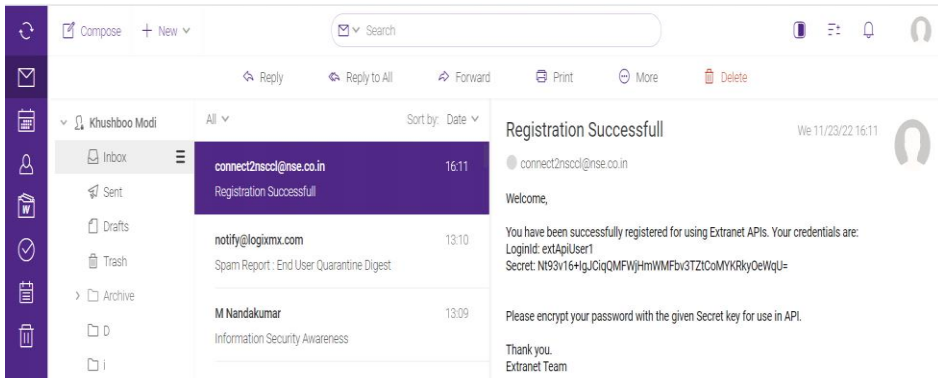 Compose
New
Search
Reply
Reply to All
Forward
Print
More
Delete
Khushboo Modi
Inbox
Sent
Drafts
Trash
Archive
D
i
All
Sort by: Date
connect2nsccl@nse.co.in 16:11
Registration Successfull
notify@logixmx.com 13:10
Spam Report : End User Quarantine Digest
M Nandakumar 13:09
Information Security Awareness
Registration Successfull We 11/23/22 16:11
connect2nsccl@nse.co.in
Welcome,
You have been successfully registered for using Extranet APIs. Your credentials are:
LoginId: extApiUser1
Secret: Nt93v16+IgJCiqQMFWjHmWMFbv3TZtCoMYKRkyOeWqU=
Please encrypt your password with the given Secret key for use in API.
Thank you.
Extranet Team